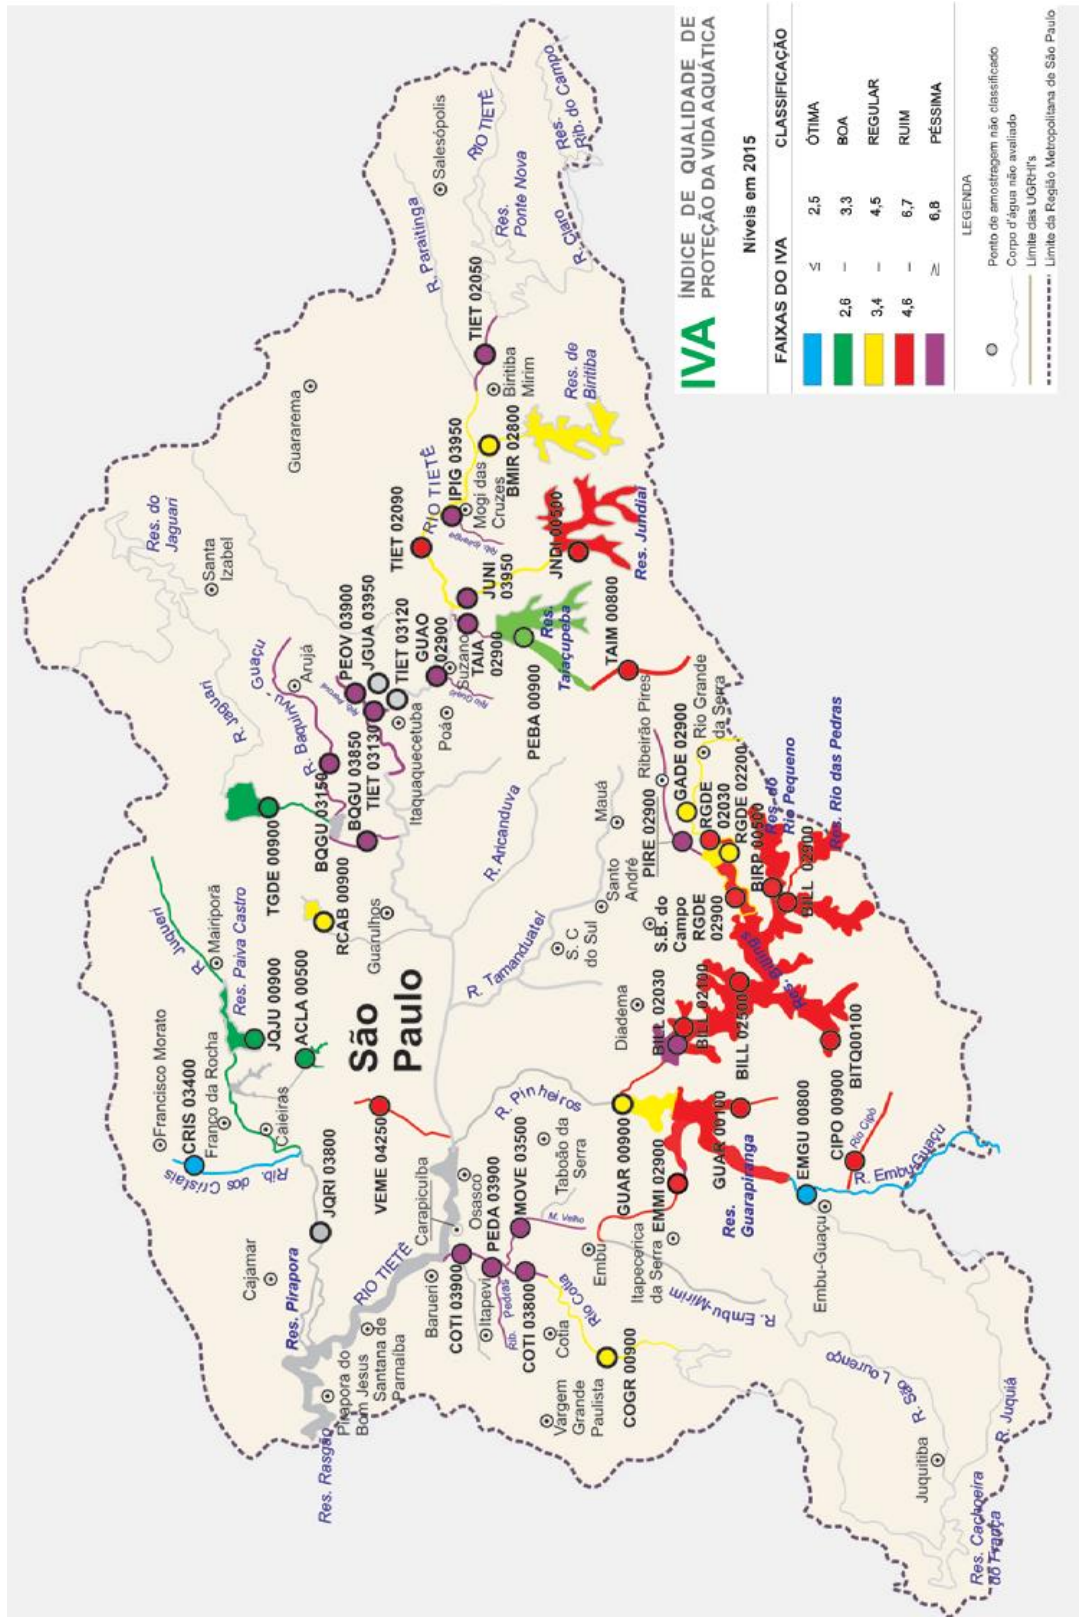 IVA
ÍNDICE DE QUALIDADE DE
PROTEÇÃO DA VIDA AQUÁTICA
Níveis em 2015
FAIXAS DO IVA CLASSIFICAÇÃO
≤ 2,5 ÓTIMA
2,6 – 3,3 BOA
3,4 – 4,5 REGULAR
4,6 – 6,7 RUIM
≥ 6,8 PÉSSIMA
LEGENDA
Ponto de amostragem não classificado
Corpo d'água não avaliado
Limite das UGRHI's
Limite da Região Metropolitana de São Paulo
Francisco Morato
CRIS 03400
Franco da Rocha
Caieiras
Rib. dos Cristais
JQRI 03800
Cajamar
Res. Pirapora
Res. Rasgão
Pirapora do
Bom Jesus
Santana de
Parnaíba
RIO TIETÊ
R. Juqueri
Mairiporã
Res. Paiva Castro
JQJU 00900
ACLA 00500
VEME 04250
São
Paulo
TGDE 00900
RCAB 00900
Guarulhos
R. Jaguari
Res. do
Jaguari
Santa
Izabel
R. Baquirivu-
Guaçu
Arujá
BQGU 03150
BQGU 03850
TIET 03130
PEOV 03900
JGUA 03950
TIET 03120
GUAO
02900
Itaquaquecetuba
Poá
Suzano
TAIA
02900
JUNI
03950
TIET 02090
RIO TIETÊ
IPIG 03950
Rib. Ipiranga
Mogi das
Cruzes
BMIR 02800
Biritiba
Mirim
TIET 02050
Res. de
Biritiba
Guararema
R. Paraitinga
Salesópolis
RIO TIETÊ
Res.
Ponte Nova
R. Claro
Res.
Rib. do Campo
JNDI 00500
Res. Jundiaí
Res.
Taiaçupeba
PEBA 00900
TAIM 00800
Ribeirão Pires
Rio Grande
da Serra
PIRE 02900
GADE 02900
RGDE
02030
RGDE 02200
BIRP 00500
Res. do
Rio Pequeno
BILL 02900
Res. Rio das Pedras
R. Aricanduva
R. Tamanduateí
Mauá
Santo
André
S. C
do Sul
S.B. do
Campo
RGDE
02900
Diadema
BILL 02030
BILL 02100
BILL 02500
Res. Billings
BITQ00100
R. Pinheiros
GUAR 00900
GUAR 00100
Res.
Guarapiranga
EMMI 02900
EMGU 00800
CIPO 00900
Rio Cipó
R. Embu-Guaçu
Embu-Guaçu
Itapecerica
da Serra
Embu
R. Embu-Mirim
Carapicuíba
Osasco
Barueri
COTI 03900
PEDA 03900
MOVE 03500
Taboão da
Serra
M. Velho
Itapevi
Rib. Pedras
COTI 03800
Rio Cotia
Cotia
COGR 00900
Vargem
Grande
Paulista
R. São Lourenço
Juquitiba
R. Juquiá
Res. Cachoeira
do França